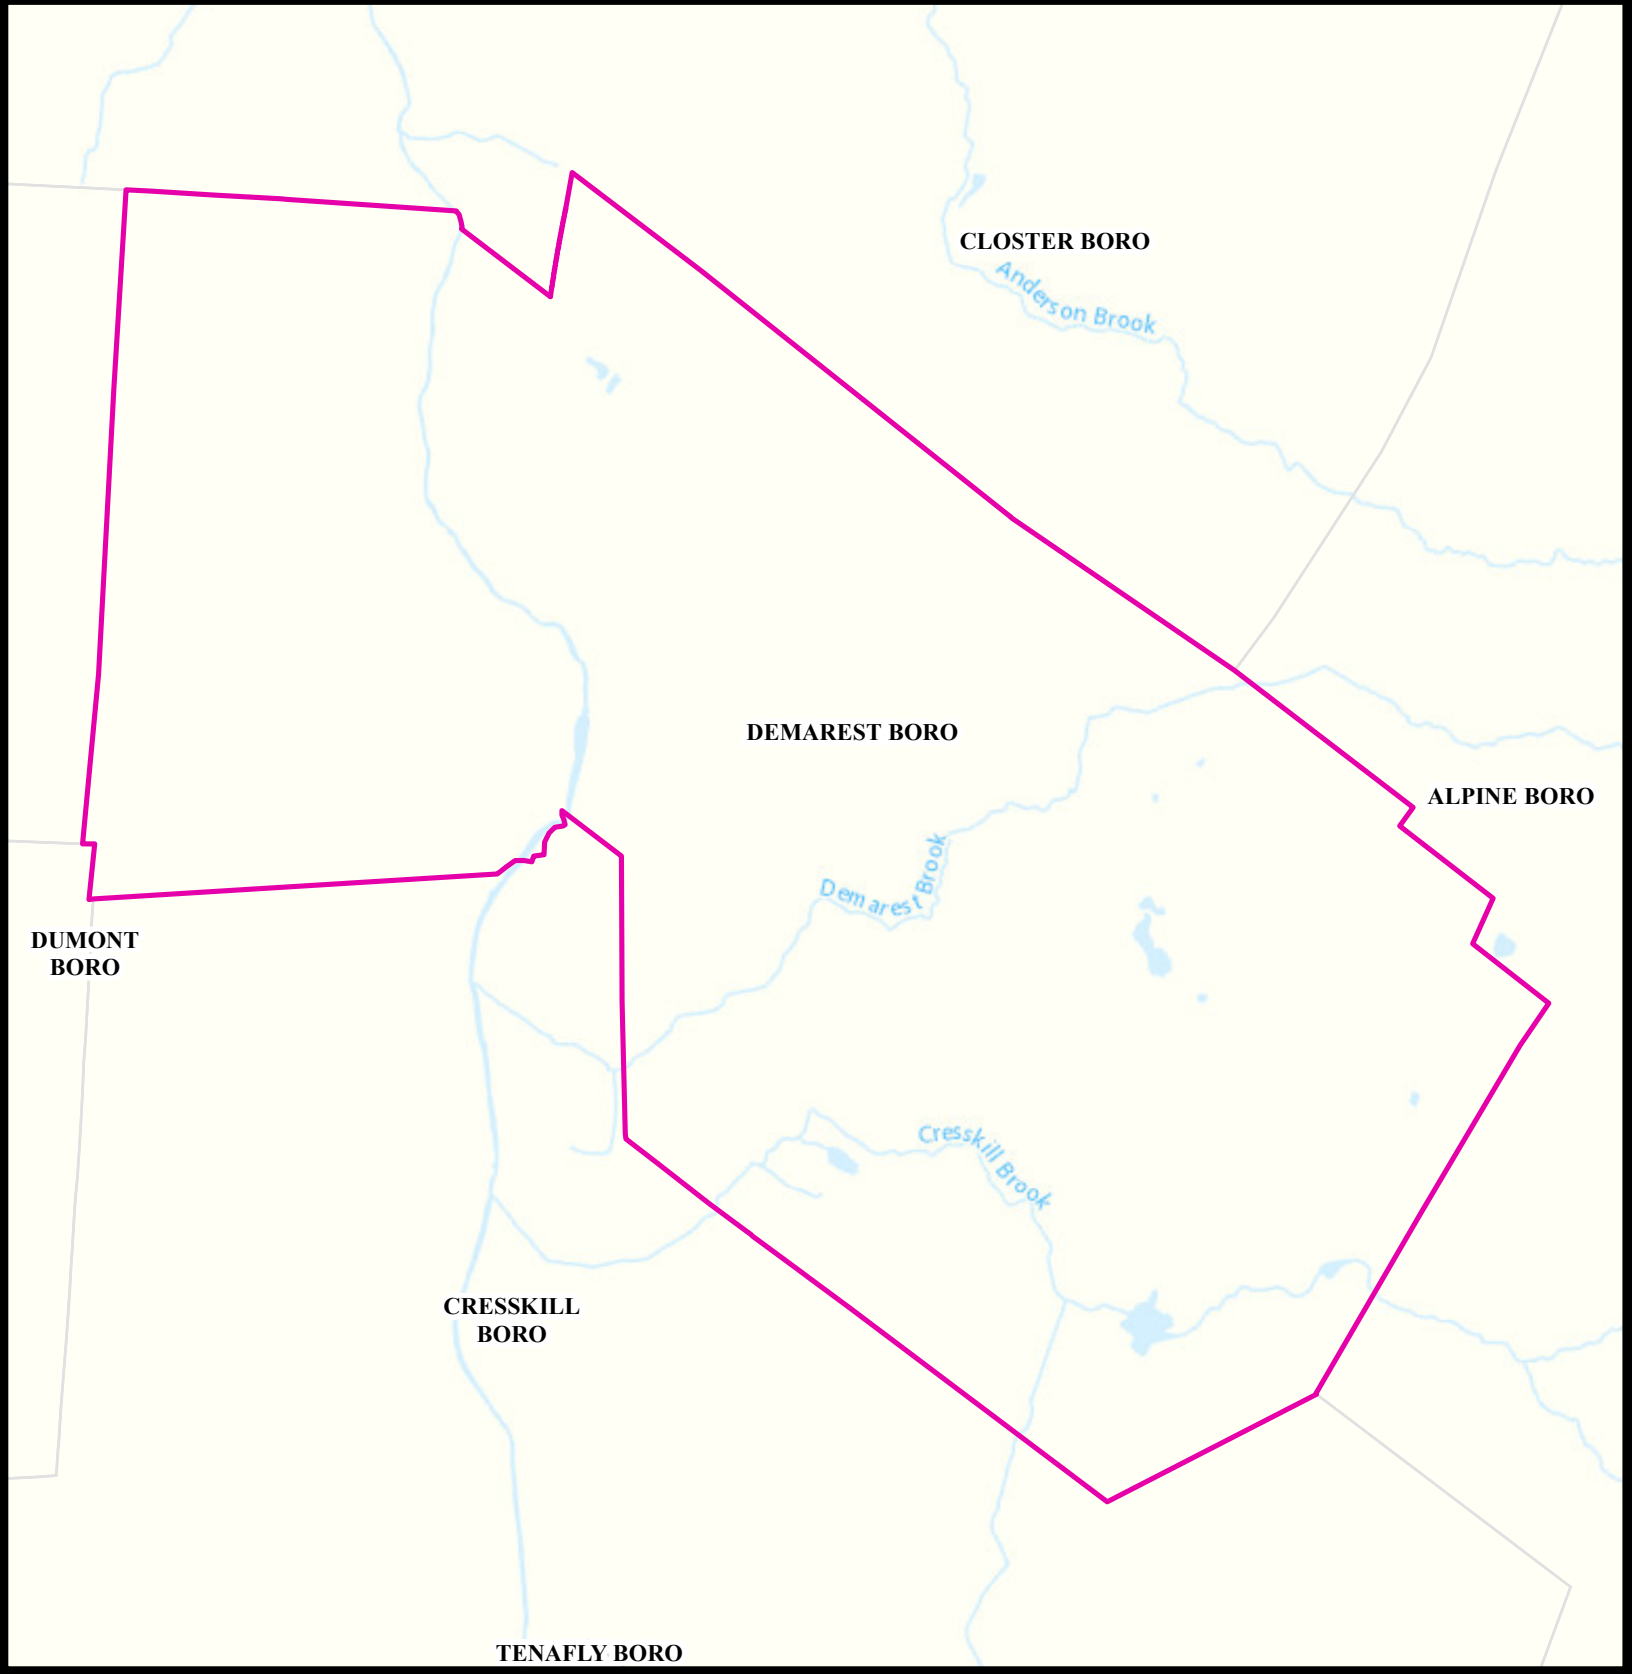 CLOSTER BORO
Anderson Brook
DEMAREST BORO
ALPINE BORO
Demarest Brook
DUMONT
BORO
Cresskill Brook
CRESSKILL
BORO
TENAFLY BORO